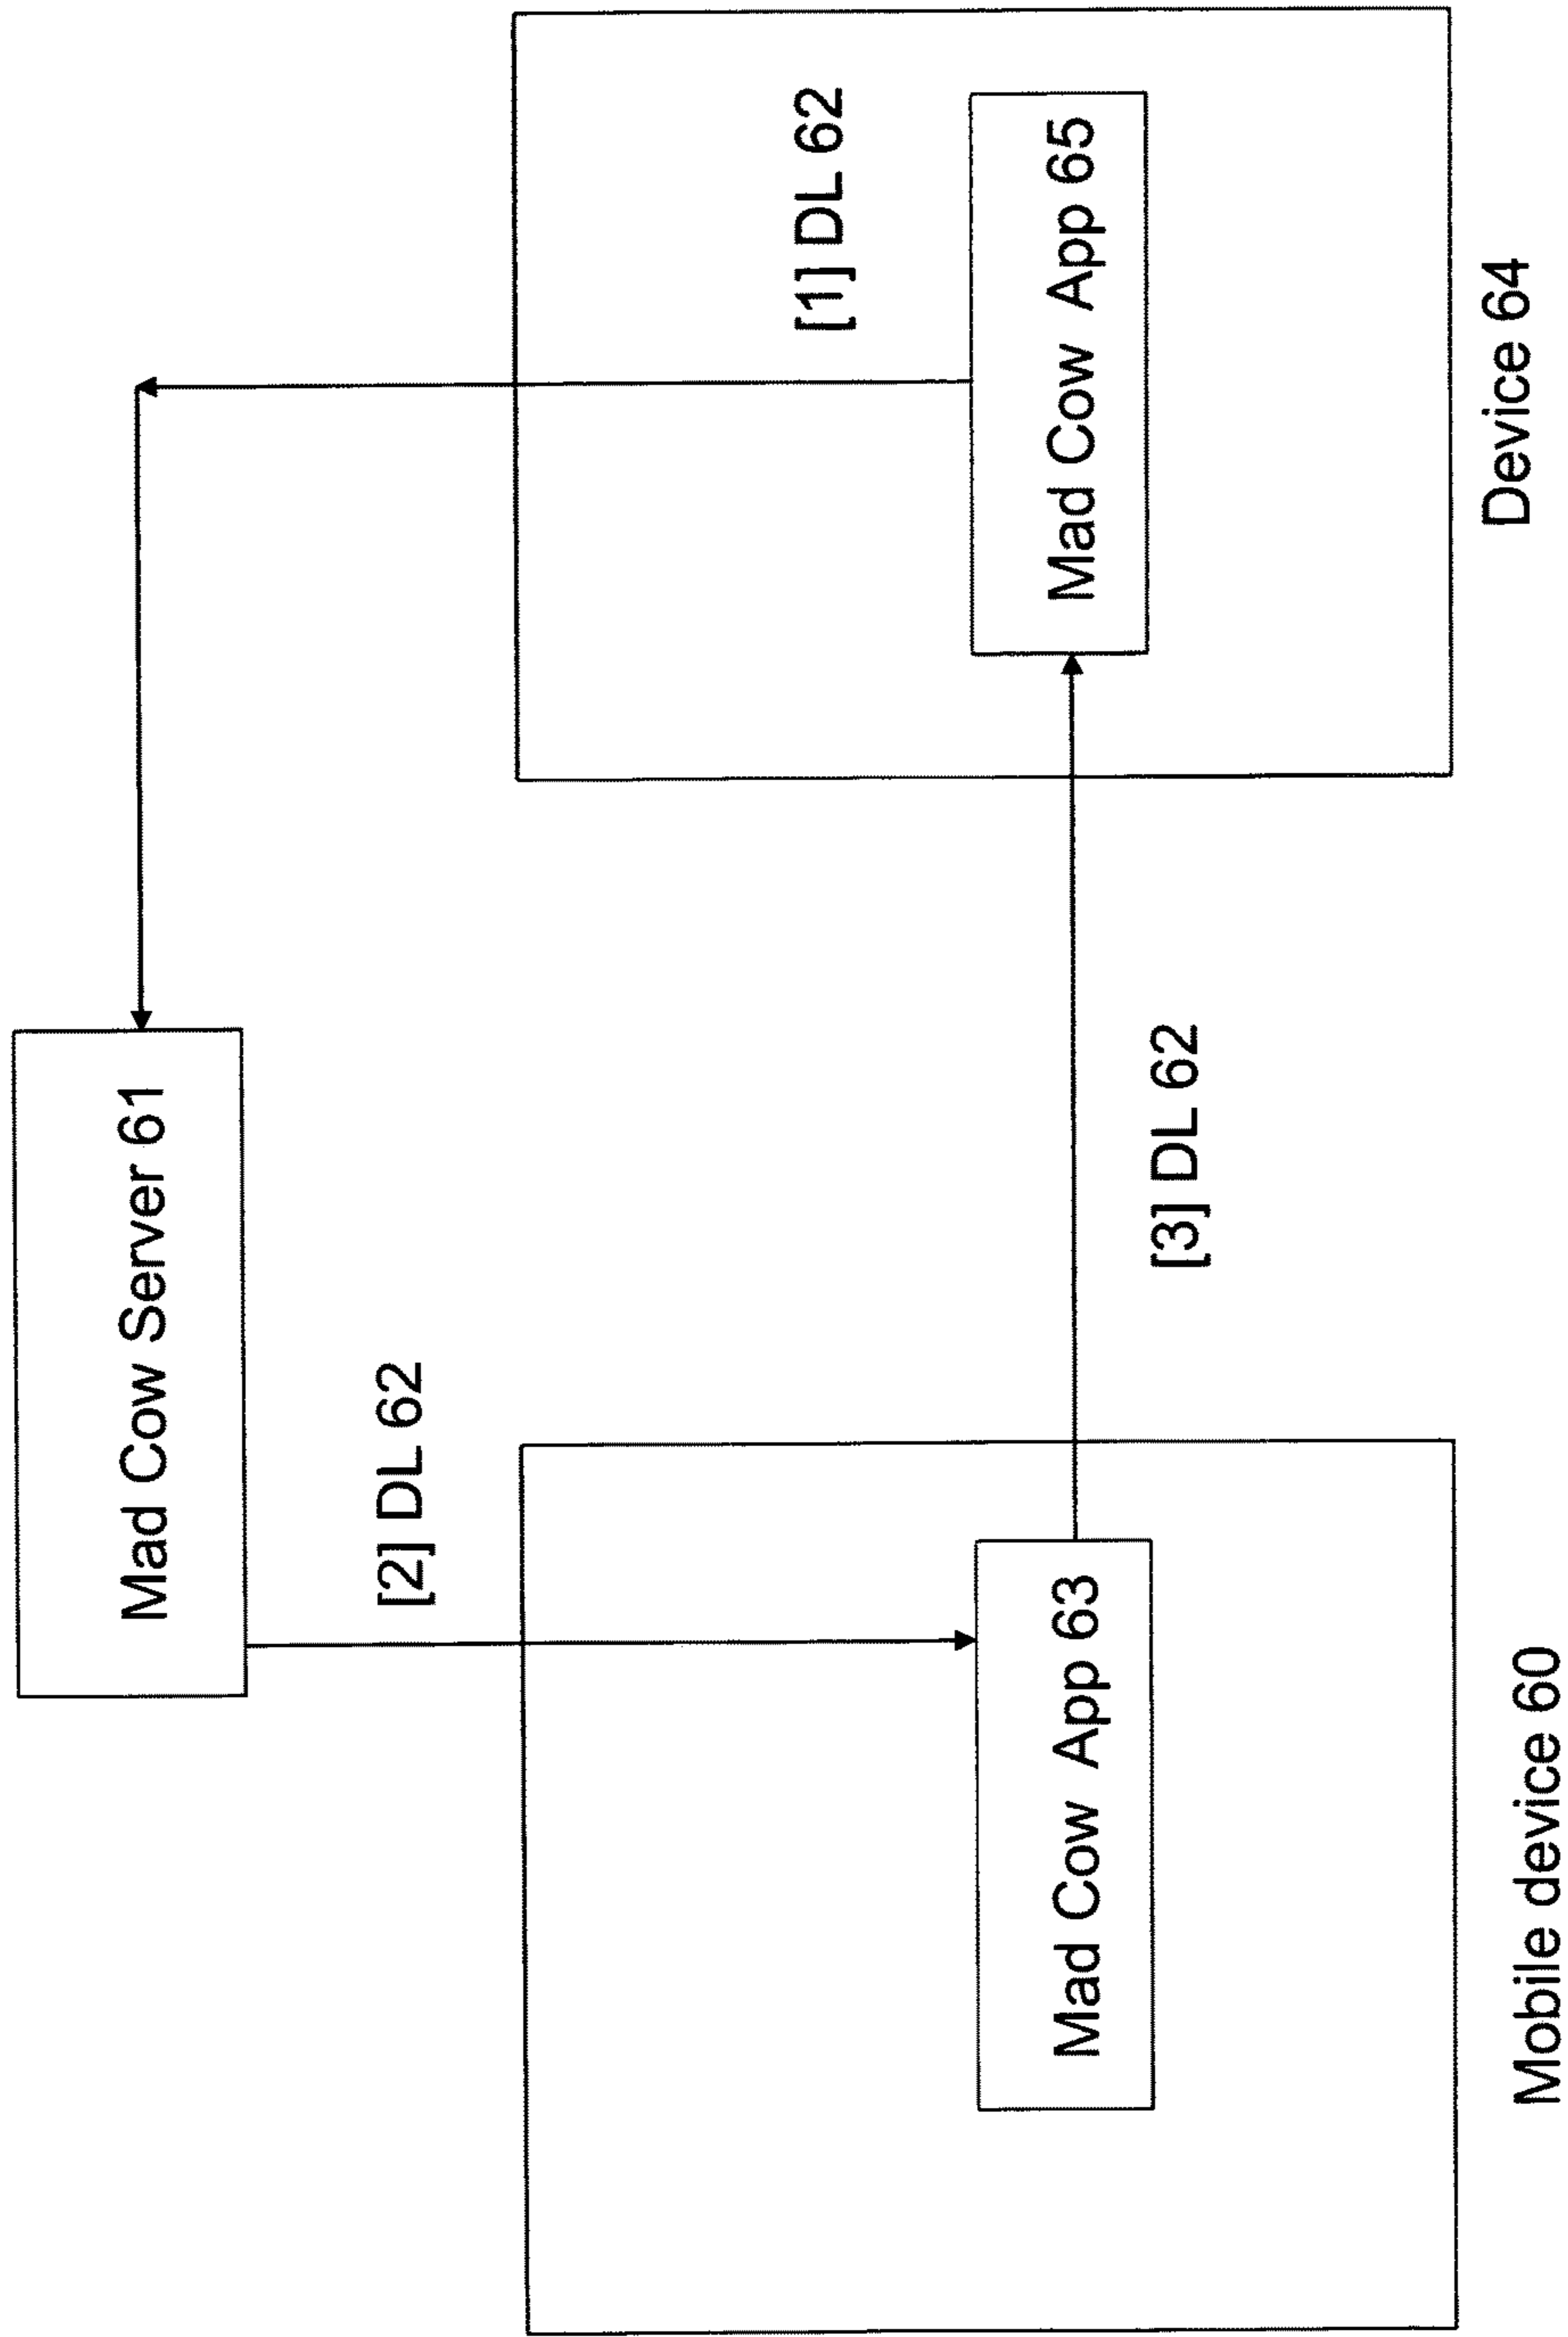 Mad Cow Server 61
[2] DL 62
[1] DL 62
Mad Cow App 63
Mad Cow App 65
[3] DL 62
Mobile device 60
Device 64